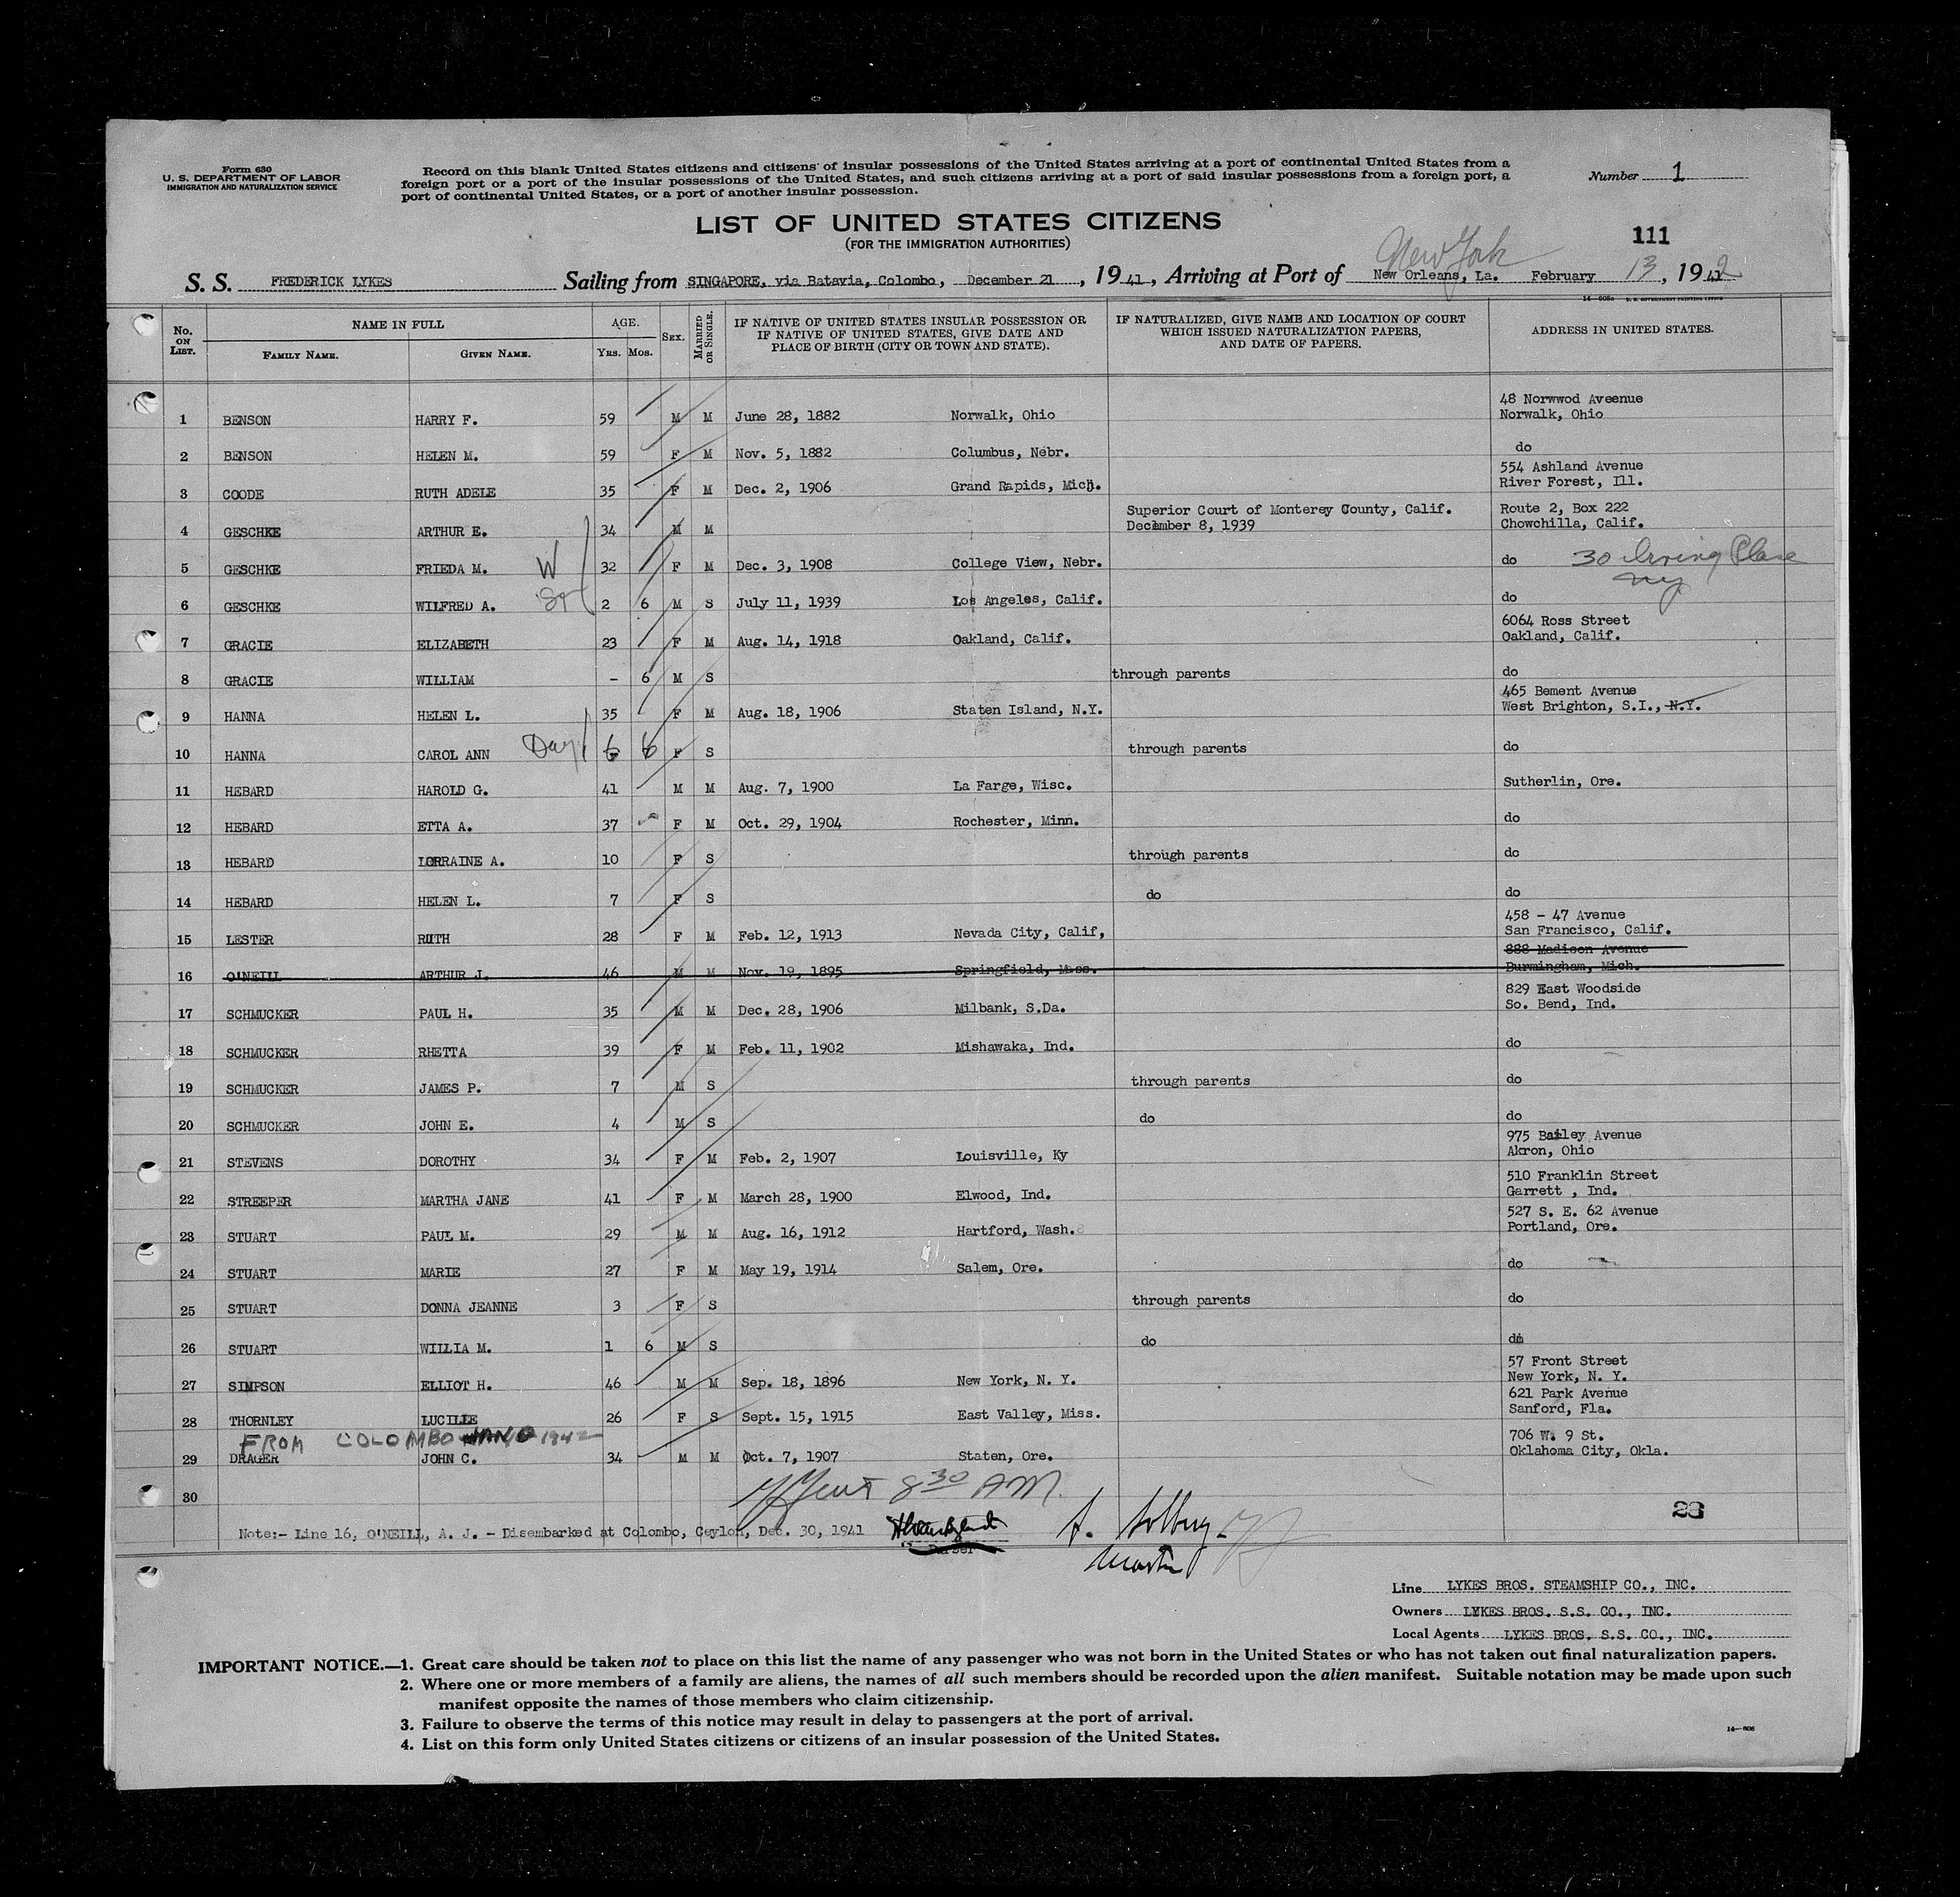 Form 630
U. S. DEPARTMENT OF LABOR
IMMIGRATION AND NATURALIZATION SERVICE
Record on this blank United States citizens and citizens of insular possessions of the United States arriving at a port of continental United States from a
foreign port or a port of the insular possessions of the United States, and such citizens arriving at a port of said insular possessions from a foreign port, a
port of continental United States, or a port of another insular possession.
Number 1
LIST OF UNITED STATES CITIZENS
(FOR THE IMMIGRATION AUTHORITIES)
111
New York
S. S. FREDERICK LYKES Sailing from SINGAPORE, via Batavia, Colombo, December 21, 1941, Arriving at Port of New Orleans, La. February 13, 1942
14—608a U. S. GOVERNMENT PRINTING OFFICE
No. ON LIST. NAME IN FULL FAMILY NAME. GIVEN NAME. AGE. YRS. MOS. SEX. MARRIED OR SINGLE. IF NATIVE OF UNITED STATES INSULAR POSSESSION OR IF NATIVE OF UNITED STATES, GIVE DATE AND PLACE OF BIRTH (CITY OR TOWN AND STATE). IF NATURALIZED, GIVE NAME AND LOCATION OF COURT WHICH ISSUED NATURALIZATION PAPERS, AND DATE OF PAPERS. ADDRESS IN UNITED STATES.
48 Norwwod Aveenue
1 BENSON HARRY F. 59 M M June 28, 1882 Norwalk, Ohio Norwalk, Ohio
2 BENSON HELEN M. 59 F M Nov. 5, 1882 Columbus, Nebr. do
554 Ashland Avenue
3 COODE RUTH ADELE 35 F M Dec. 2, 1906 Grand Rapids, Mich. River Forest, Ill.
Superior Court of Monterey County, Calif. Route 2, Box 222
4 GESCHKE ARTHUR E. 34 M M December 8, 1939 Chowchilla, Calif.
5 GESCHKE FRIEDA M. W 32 F M Dec. 3, 1908 College View, Nebr. do 30 Irving Place
NY
6 GESCHKE WILFRED A. Sn 2 6 M S July 11, 1939 Los Angeles, Calif. do
6064 Ross Street
7 GRACIE ELIZABETH 23 F M Aug. 14, 1918 Oakland, Calif. Oakland, Calif.
8 GRACIE WILLIAM - 6 M S through parents do
465 Bement Avenue
9 HANNA HELEN L. 35 F M Aug. 18, 1906 Staten Island, N.Y. West Brighton, S.I., N.Y.
10 HANNA CAROL ANN Dau 6 6 F S through parents do
11 HEBARD HAROLD G. 41 M M Aug. 7, 1900 La Farge, Wisc. Sutherlin, Ore.
12 HEBARD ETTA A. 37 F M Oct. 29, 1904 Rochester, Minn. do
13 HEBARD LORRAINE A. 10 F S through parents do
14 HEBARD HELEN L. 7 F S do do
458 - 47 Avenue
15 LESTER RUTH 28 F M Feb. 12, 1913 Nevada City, Calif, San Francisco, Calif.
888 Madison Avenue
16 O'NEILL ARTHUR J. 46 M M Nov. 19, 1895 Springfield, Mass. Burmingham, Mich.
829 East Woodside
17 SCHMUCKER PAUL H. 35 M M Dec. 28, 1906 Milbank, S.Da. So. Bend, Ind.
18 SCHMUCKER RHETTA 39 F M Feb. 11, 1902 Mishawaka, Ind. do
19 SCHMUCKER JAMES P. 7 M S through parents do
20 SCHMUCKER JOHN E. 4 M S do do
975 Bailey Avenue
21 STEVENS DOROTHY 34 F M Feb. 2, 1907 Louisville, Ky Akron, Ohio
510 Franklin Street
22 STREEPER MARTHA JANE 41 F M March 28, 1900 Elwood, Ind. Garrett , Ind.
527 S. E. 62 Avenue
23 STUART PAUL M. 29 M M Aug. 16, 1912 Hartford, Wash. Portland, Ore.
24 STUART MARIE 27 F M May 19, 1914 Salem, Ore. do
25 STUART DONNA JEANNE 3 F S through parents do
26 STUART WILLIA M. 1 6 M S do do
57 Front Street
27 SIMPSON ELLIOT H. 46 M M Sep. 18, 1896 New York, N. Y. New York, N. Y.
621 Park Avenue
28 THORNLEY LUCILLE 26 F S Sept. 15, 1915 East Valley, Miss. Sanford, Fla.
FROM COLOMBO 1942
706 W. 9 St.
29 DRAGER JOHN C. 34 M M Oct. 7, 1907 Staten, Ore. Oklahoma City, Okla.
8 30 AM.
30
28
Note:- Line 16, O'NEILL, A. J. - Disembarked at Colombo, Ceylon, Dec. 30, 1941
Purser
Master
Line LYKES BROS. STEAMSHIP CO., INC.
Owners LYKES BROS. S.S. CO., INC.
Local Agents LYKES BROS. S.S. CO., INC.
IMPORTANT NOTICE.—1. Great care should be taken not to place on this list the name of any passenger who was not born in the United States or who has not taken out final naturalization papers.
2. Where one or more members of a family are aliens, the names of all such members should be recorded upon the alien manifest. Suitable notation may be made upon such
manifest opposite the names of those members who claim citizenship.
3. Failure to observe the terms of this notice may result in delay to passengers at the port of arrival.
4. List on this form only United States citizens or citizens of an insular possession of the United States.
14—608